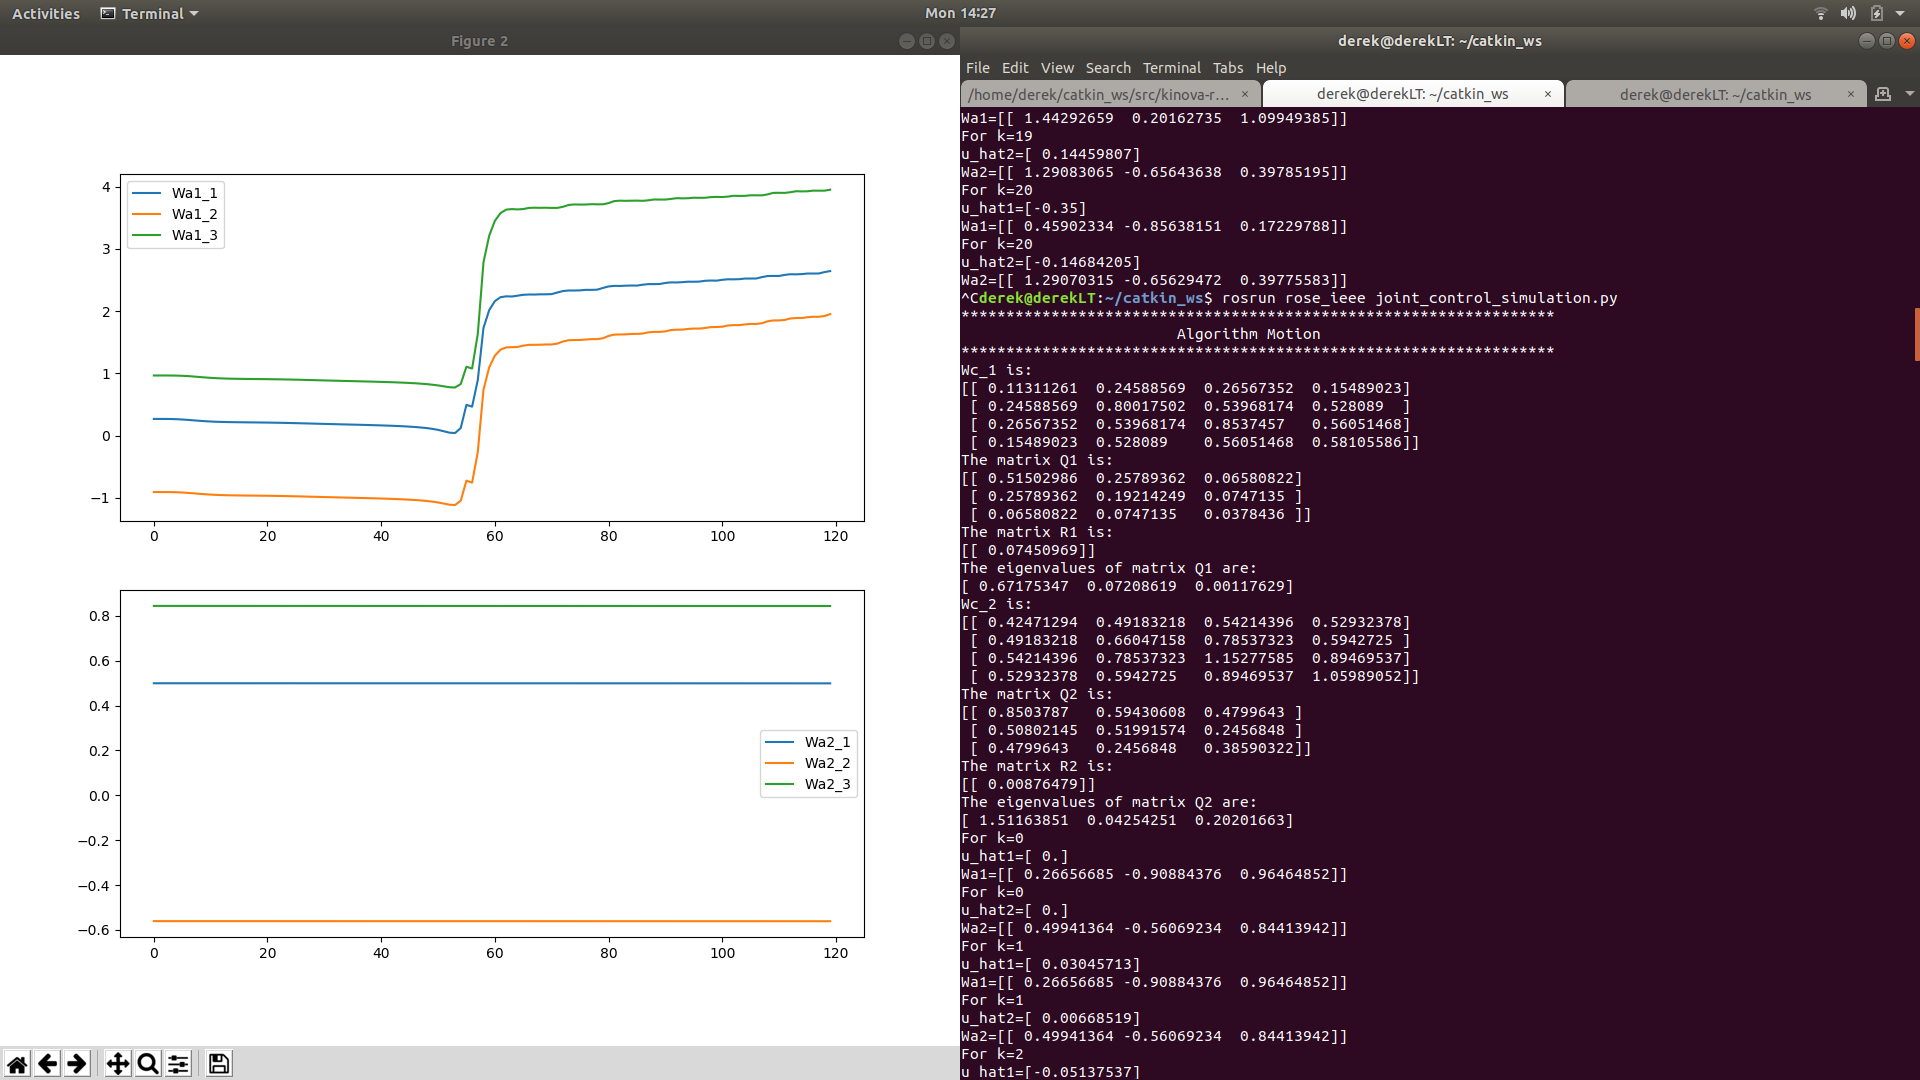 Activities Terminal Mon 14:27
Figure 2
Wa1_1
Wa1_2
Wa1_3
4
3
2
1
0
−1
0 20 40 60 80 100 120
0.8
0.6
0.4
0.2
0.0
−0.2
−0.4
−0.6
Wa2_1
Wa2_2
Wa2_3
0 20 40 60 80 100 120
derek@derekLT: ~/catkin_ws
File Edit View Search Terminal Tabs Help
/home/derek/catkin_ws/src/kinova-r... × derek@derekLT: ~/catkin_ws × derek@derekLT: ~/catkin_ws ×
Wa1=[[ 1.44292659  0.20162735  1.09949385]]
For k=19
u_hat2=[ 0.14459807]
Wa2=[[ 1.29083065 -0.65643638  0.39785195]]
For k=20
u_hat1=[-0.35]
Wa1=[[ 0.45902334 -0.85638151  0.17229788]]
For k=20
u_hat2=[-0.14684205]
Wa2=[[ 1.29070315 -0.65629472  0.39775583]]
^Cderek@derekLT:~/catkin_ws$ rosrun rose_ieee joint_control_simulation.py
******************************************************************
Algorithm Motion
******************************************************************
Wc_1 is:
[[ 0.11311261  0.24588569  0.26567352  0.15489023]
 [ 0.24588569  0.80017502  0.53968174  0.528089  ]
 [ 0.26567352  0.53968174  0.8537457   0.56051468]
 [ 0.15489023  0.528089    0.56051468  0.58105586]]
The matrix Q1 is:
[[ 0.51502986  0.25789362  0.06580822]
 [ 0.25789362  0.19214249  0.0747135 ]
 [ 0.06580822  0.0747135   0.0378436 ]]
The matrix R1 is:
[[ 0.07450969]]
The eigenvalues of matrix Q1 are:
[ 0.67175347  0.07208619  0.00117629]
Wc_2 is:
[[ 0.42471294  0.49183218  0.54214396  0.52932378]
 [ 0.49183218  0.66047158  0.78537323  0.5942725 ]
 [ 0.54214396  0.78537323  1.15277585  0.89469537]
 [ 0.52932378  0.5942725   0.89469537  1.05989052]]
The matrix Q2 is:
[[ 0.8503787   0.59430608  0.4799643 ]
 [ 0.50802145  0.51991574  0.2456848 ]
 [ 0.4799643   0.2456848   0.38590322]]
The matrix R2 is:
[[ 0.00876479]]
The eigenvalues of matrix Q2 are:
[ 1.51163851  0.04254251  0.20201663]
For k=0
u_hat1=[ 0.]
Wa1=[[ 0.26656685 -0.90884376  0.96464852]]
For k=0
u_hat2=[ 0.]
Wa2=[[ 0.49941364 -0.56069234  0.84413942]]
For k=1
u_hat1=[ 0.03045713]
Wa1=[[ 0.26656685 -0.90884376  0.96464852]]
For k=1
u_hat2=[ 0.00668519]
Wa2=[[ 0.49941364 -0.56069234  0.84413942]]
For k=2
u_hat1=[-0.05137537]